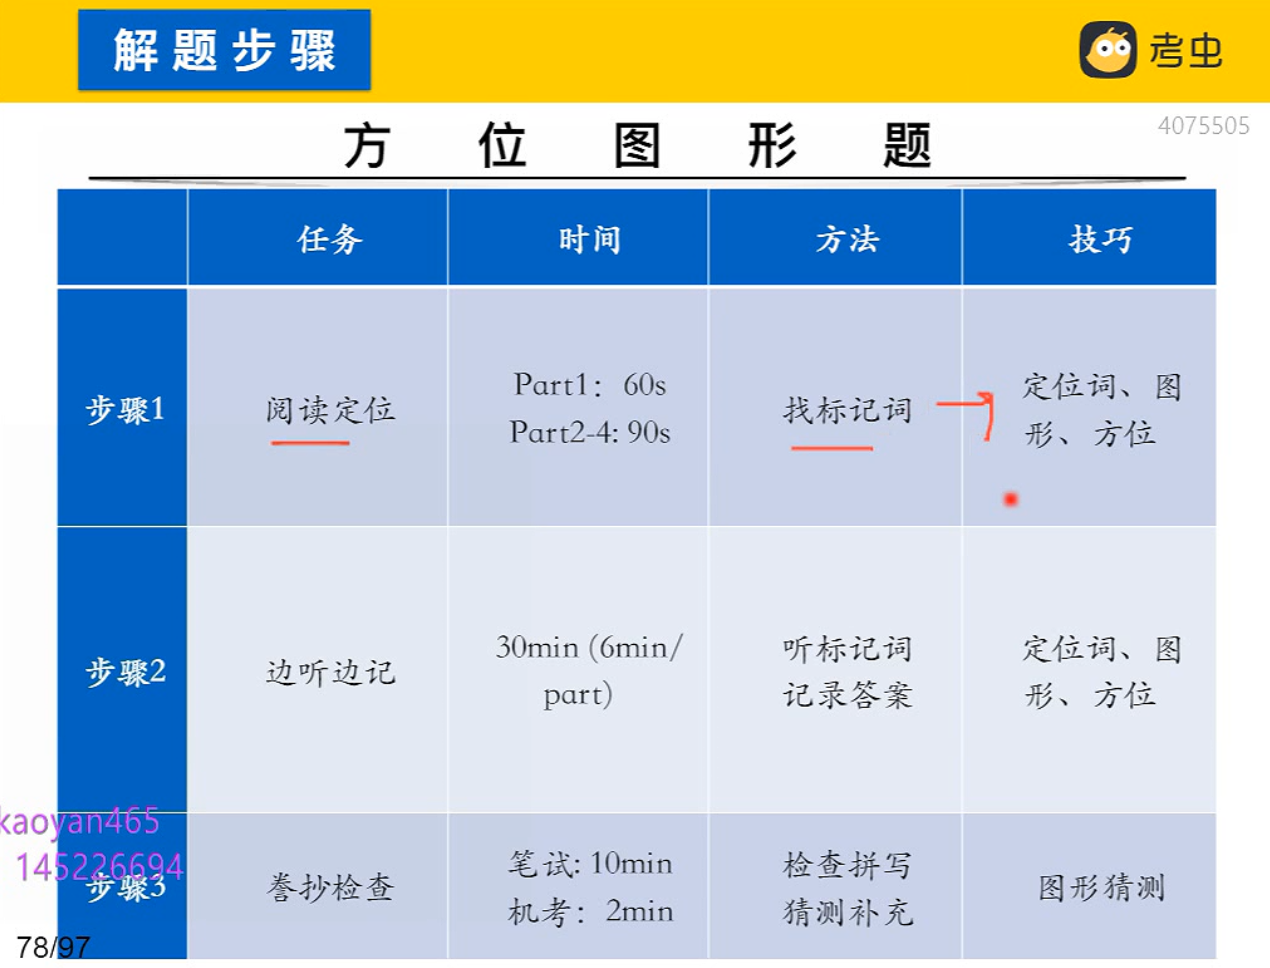 解题步骤
考虫
4075505
方位图形题
任务 时间 方法 技巧
步骤1 阅读定位 Part1：60s 找标记词 定位词、图
Part2-4: 90s 形、方位
步骤2 边听边记 30min (6min/ 听标记词 定位词、图
part) 记录答案 形、方位
kaoyan465
145226694
步骤3 誊抄检查 笔试: 10min 检查拼写 图形猜测
机考：2min 猜测补充
78/97